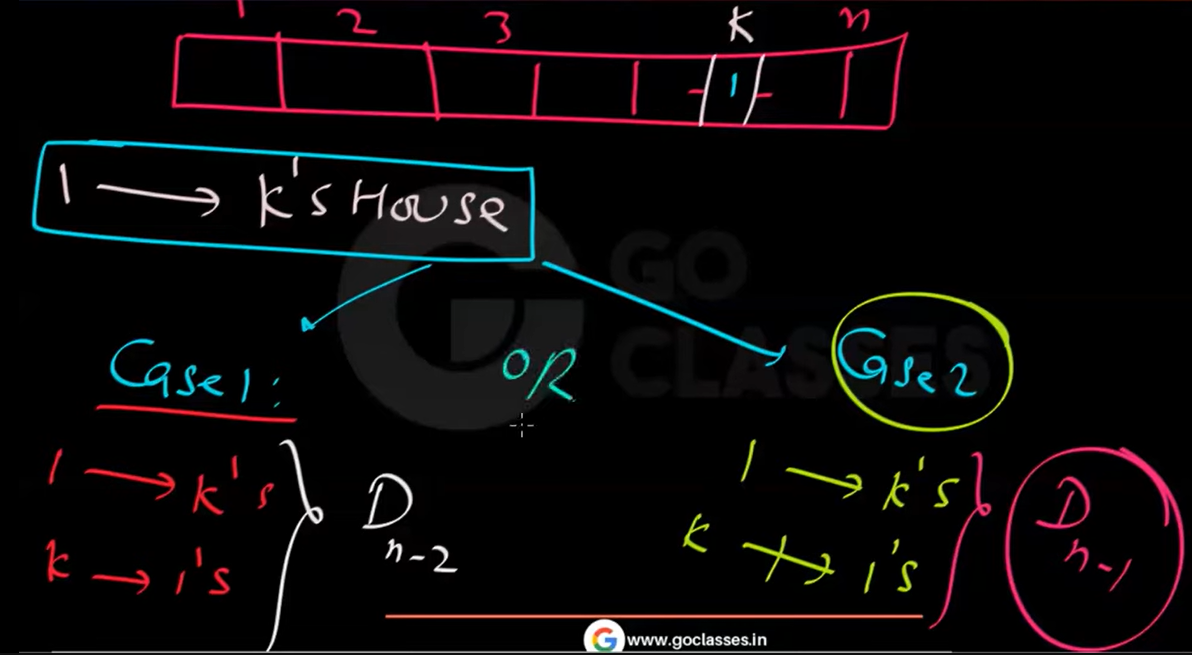 1 2 3 K n
1
1 → K's House
GO
CLASSES
Case 1:
OR
Case 2
1 → K's
D n-2
K → 1's
1 → K's
D n-1
K ↛ 1's
G www.goclasses.in